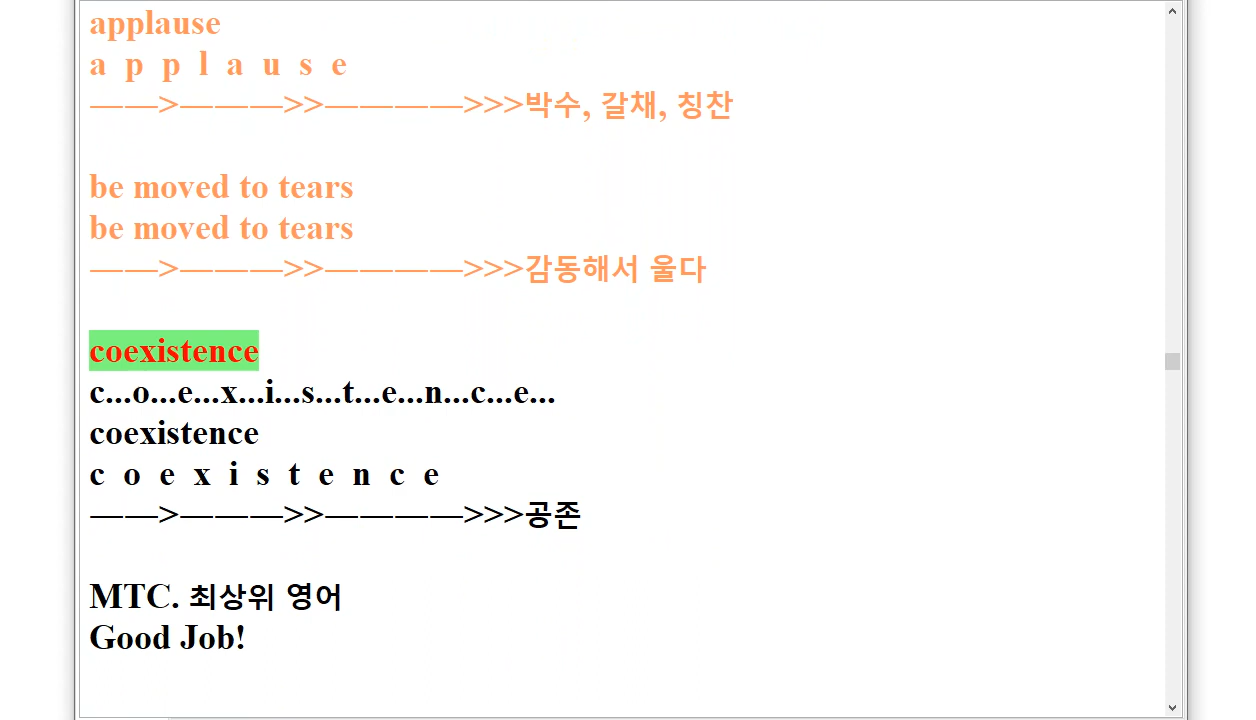 applause
a p p l a u s e
——>———>>————>>>박수, 갈채, 칭찬
be moved to tears
be moved to tears
——>———>>————>>>감동해서 울다
coexistence
c...o...e...x...i...s...t...e...n...c...e...
coexistence
c o e x i s t e n c e
——>———>>————>>>공존
MTC. 최상위 영어
Good Job!